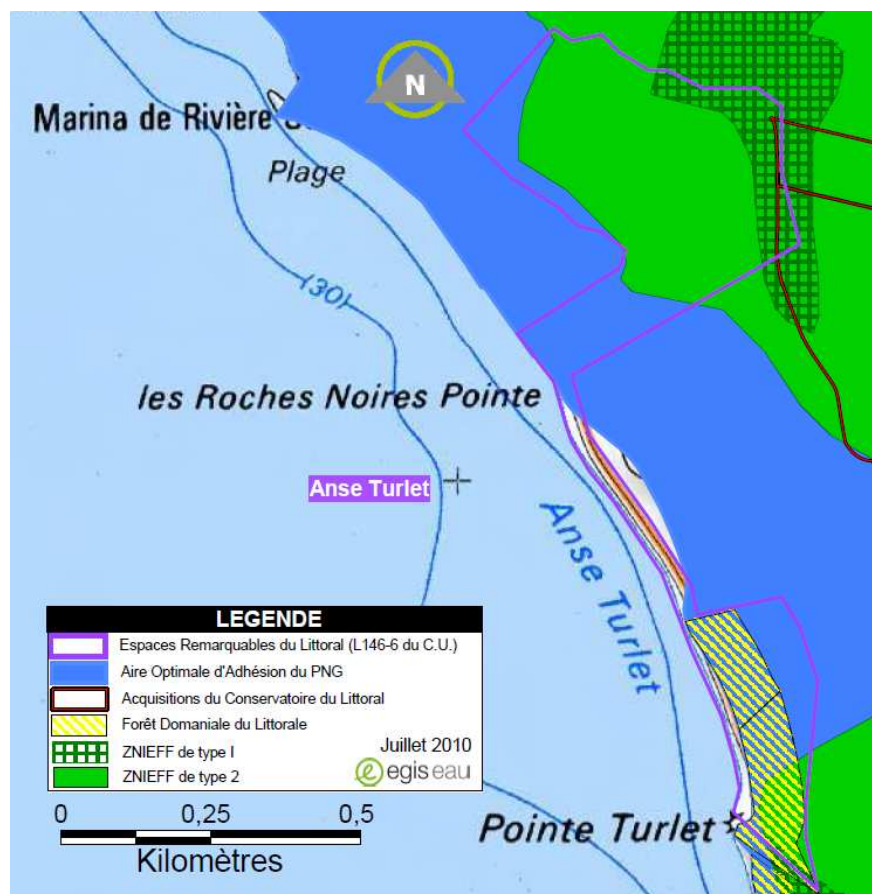 N
Marina de Rivière
Plage
(30)
les Roches Noires Pointe
Anse Turlet
Anse Turlet
LEGENDE
Espaces Remarquables du Littoral (L146-6 du C.U.)
Aire Optimale d'Adhésion du PNG
Acquisitions du Conservatoire du Littoral
Forêt Domaniale du Littorale
ZNIEFF de type I
Juillet 2010
ZNIEFF de type 2
egis eau
0 0,25 0,5
Kilomètres
Pointe Turlet